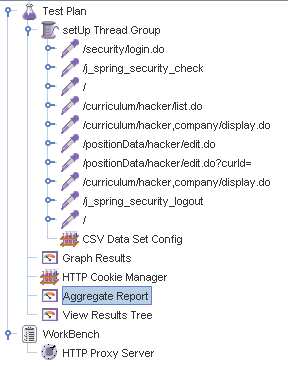 Test Plan
setUp Thread Group
/security/login.do
/j_spring_security_check
/
/curriculum/hacker/list.do
/curriculum/hacker,company/display.do
/positionData/hacker/edit.do
/positionData/hacker/edit.do?curId=
/curriculum/hacker,company/display.do
/j_spring_security_logout
/
CSV Data Set Config
Graph Results
HTTP Cookie Manager
Aggregate Report
View Results Tree
WorkBench
HTTP Proxy Server